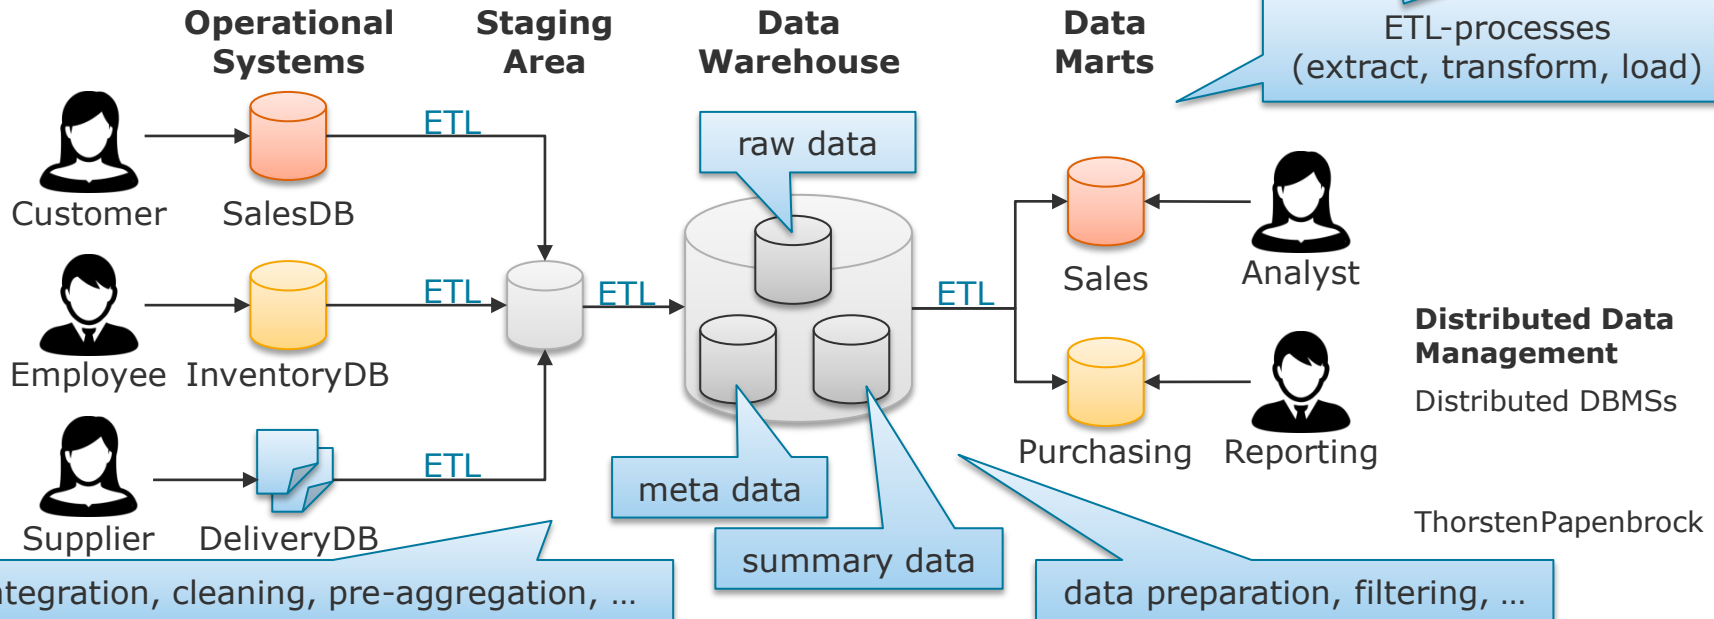 Operational
Systems
Staging
Area
Data
Warehouse
Data
Marts
ETL-processes
(extract, transform, load)
ETL
raw data
Customer
SalesDB
Sales
Analyst
ETL
ETL
ETL
Employee
InventoryDB
Distributed Data
Management
Distributed DBMSs
Purchasing
Reporting
ETL
meta data
Supplier
DeliveryDB
summary data
ThorstenPapenbrock
cleaning, pre-aggregation, ...
data preparation, filtering, ...